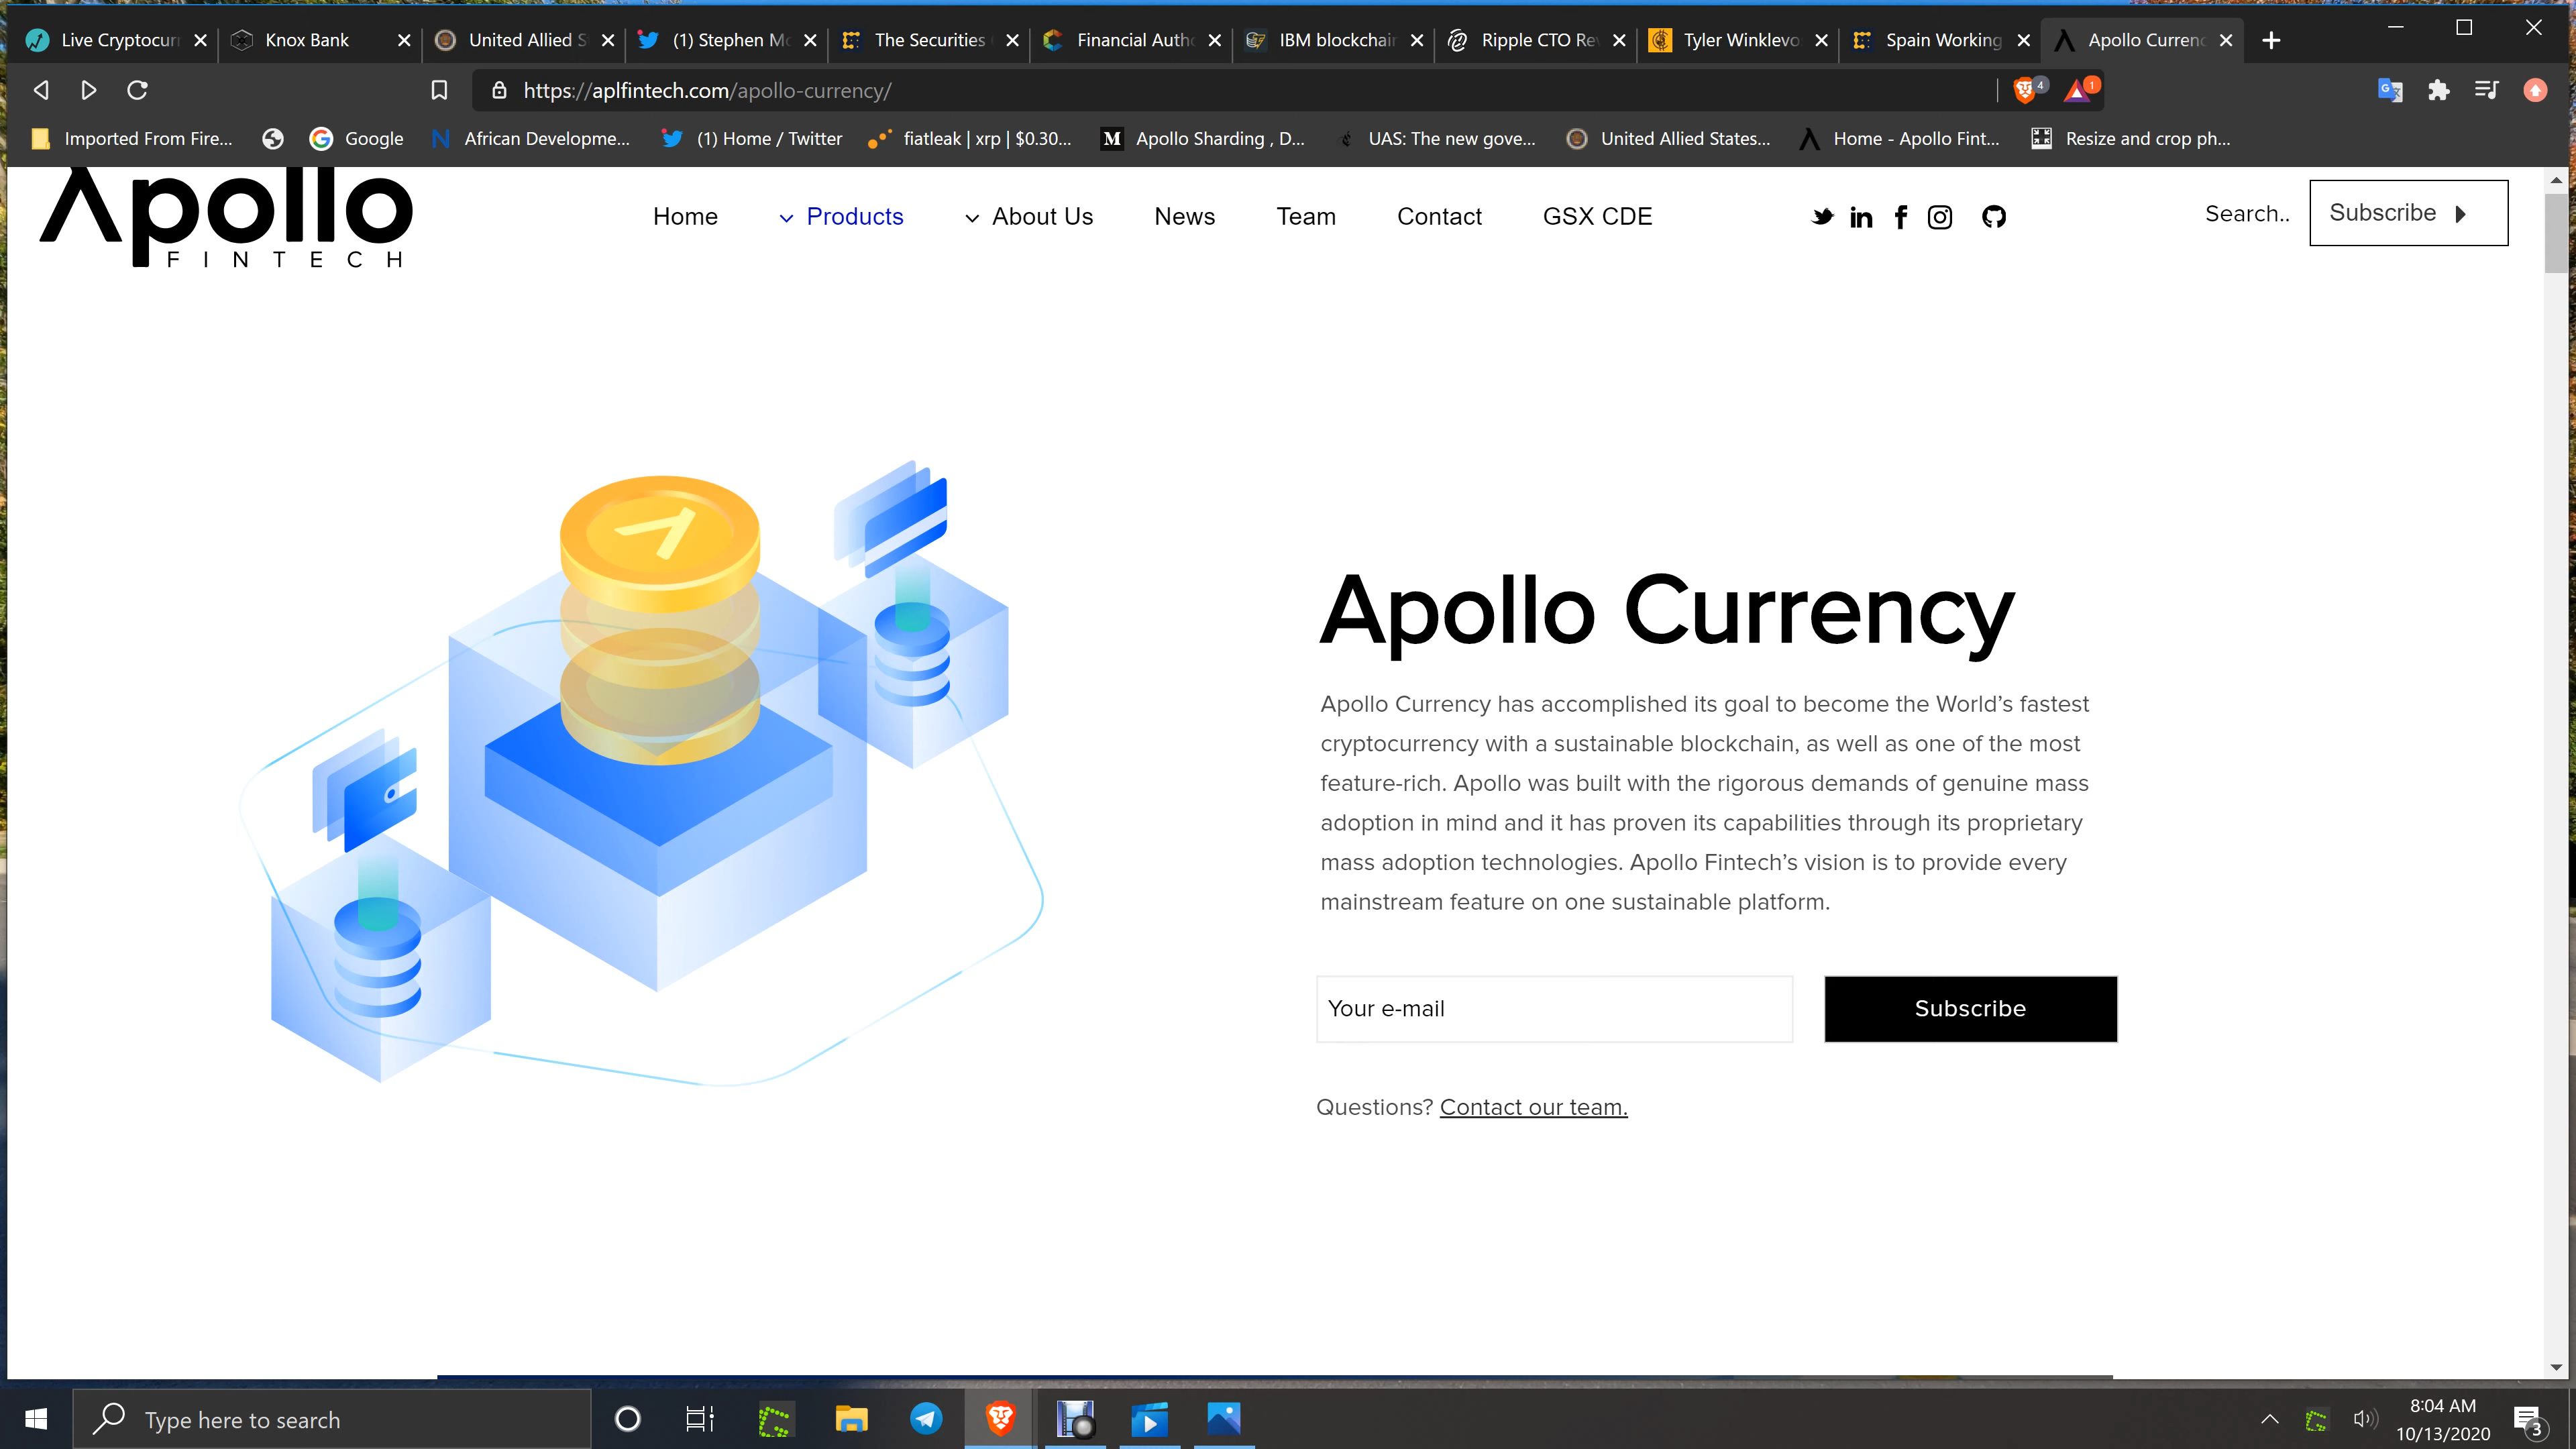 Live Cryptocurr
Knox Bank
United Allied S
(1) Stephen Mc
The Securities
Financial Autho
IBM blockchain
Ripple CTO Rev
Tyler Winklevo
Spain Working
Apollo Currenc
https://aplfintech.com/apollo-currency/
4
1
Imported From Fire...
Google
African Developme...
(1) Home / Twitter
fiatleak | xrp | $0.30...
M
Apollo Sharding , D...
UAS: The new gove...
United Allied States...
Home - Apollo Fint...
Resize and crop ph...
Apollo
FINTECH
Home
Products
About Us
News
Team
Contact
GSX CDE
Search..
Subscribe
Apollo Currency
Apollo Currency has accomplished its goal to become the World’s fastest
cryptocurrency with a sustainable blockchain, as well as one of the most
feature-rich. Apollo was built with the rigorous demands of genuine mass
adoption in mind and it has proven its capabilities through its proprietary
mass adoption technologies. Apollo Fintech’s vision is to provide every
mainstream feature on one sustainable platform.
Your e-mail
Subscribe
Questions? Contact our team.
Type here to search
8:04 AM
10/13/2020
3